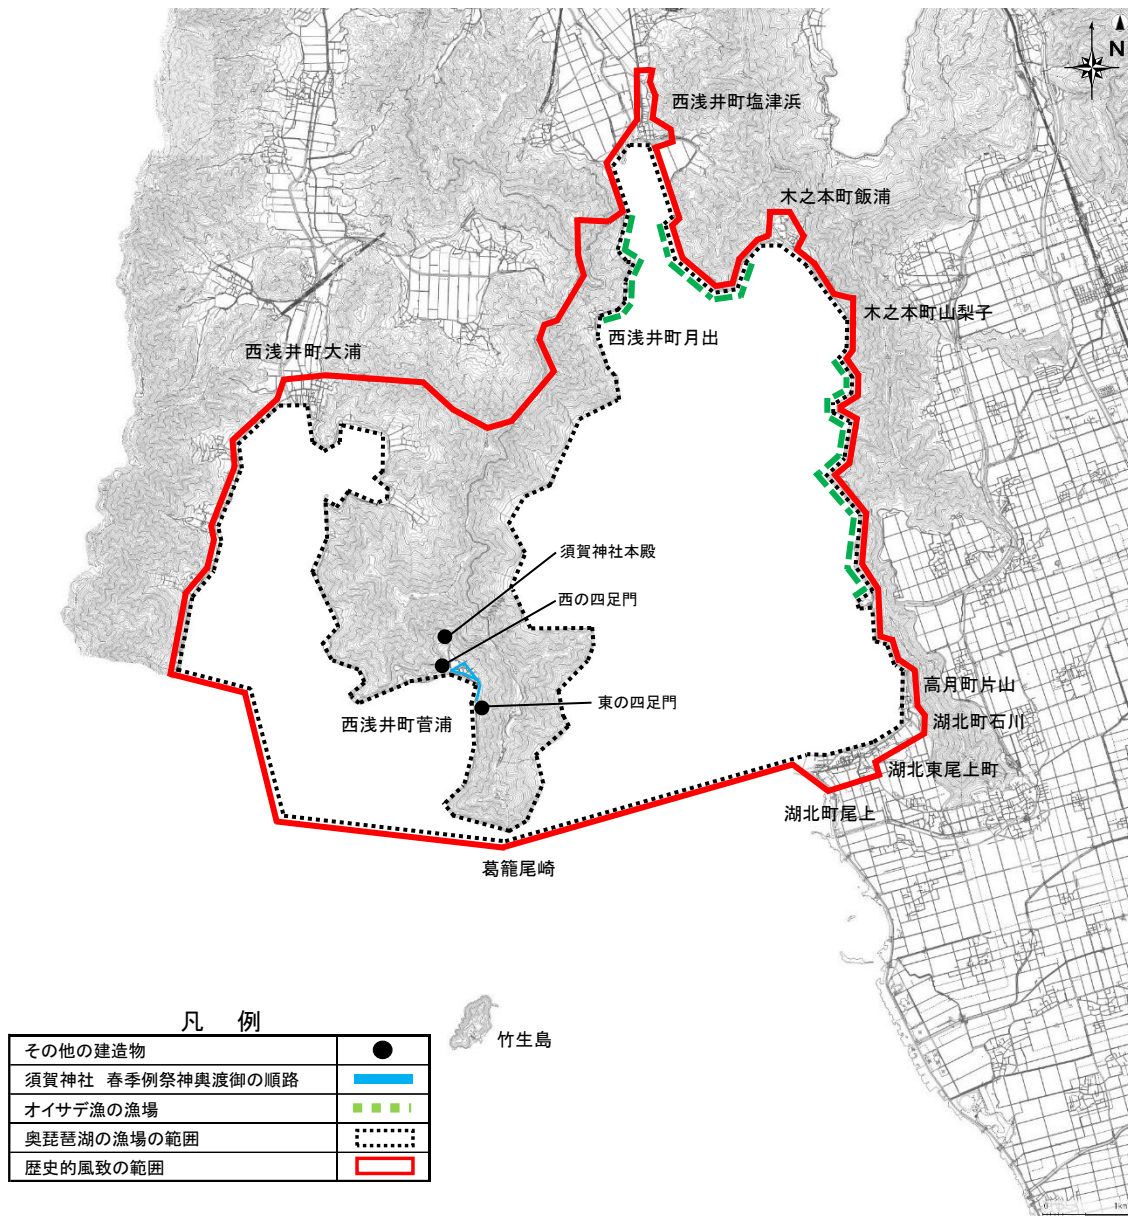 N
西浅井町塩津浜
木之本町飯浦
木之本町山梨子
西浅井町月出
西浅井町大浦
須賀神社本殿
西の四足門
東の四足門
西浅井町菅浦
高月町片山
湖北町石川
湖北東尾上町
湖北町尾上
葛籠尾崎
竹生島
凡 例
その他の建造物
須賀神社 春季例祭神輿渡御の順路
オイサデ漁の漁場
奥琵琶湖の漁場の範囲
歴史的風致の範囲
0 1km